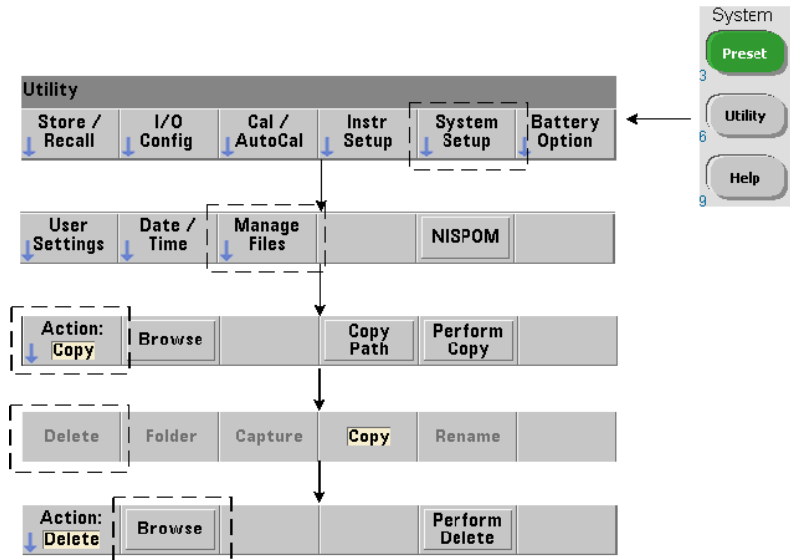 System
Preset
3
Utility
6
Help
9
Utility
Store / Recall
I/O Config
Cal / AutoCal
Instr Setup
System Setup
Battery Option
User Settings
Date / Time
Manage Files
NISPOM
Action: Copy
Browse
Copy Path
Perform Copy
Delete
Folder
Capture
Copy
Rename
Action: Delete
Browse
Perform Delete